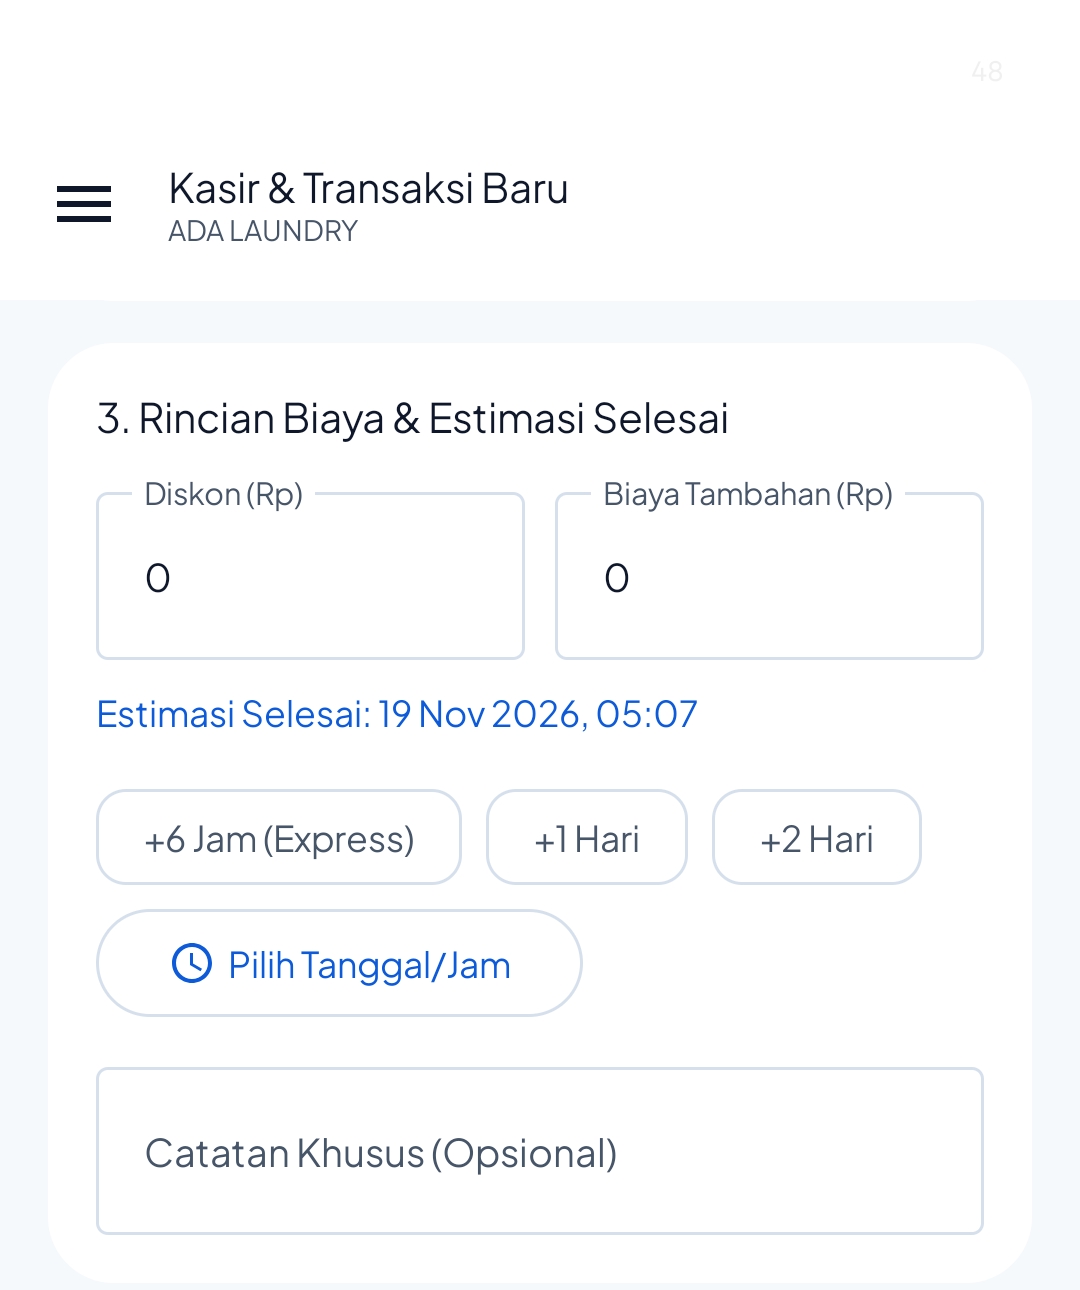 48
Kasir & Transaksi Baru
ADA LAUNDRY
3. Rincian Biaya & Estimasi Selesai
Diskon (Rp)
Biaya Tambahan (Rp)
0
0
Estimasi Selesai: 19 Nov 2026, 05:07
+6 Jam (Express)
+1 Hari
+2 Hari
Pilih Tanggal/Jam
Catatan Khusus (Opsional)